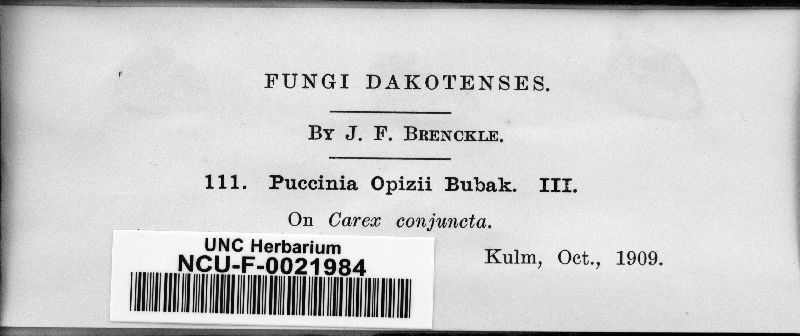 FUNGI DAKOTENSES.
BY J. F. BRENCKLE.
111. Puccinia Opizii Bubak. III.
On Carex conjuncta.
Kulm, Oct., 1909.
UNC Herbarium
NCU-F-0021984